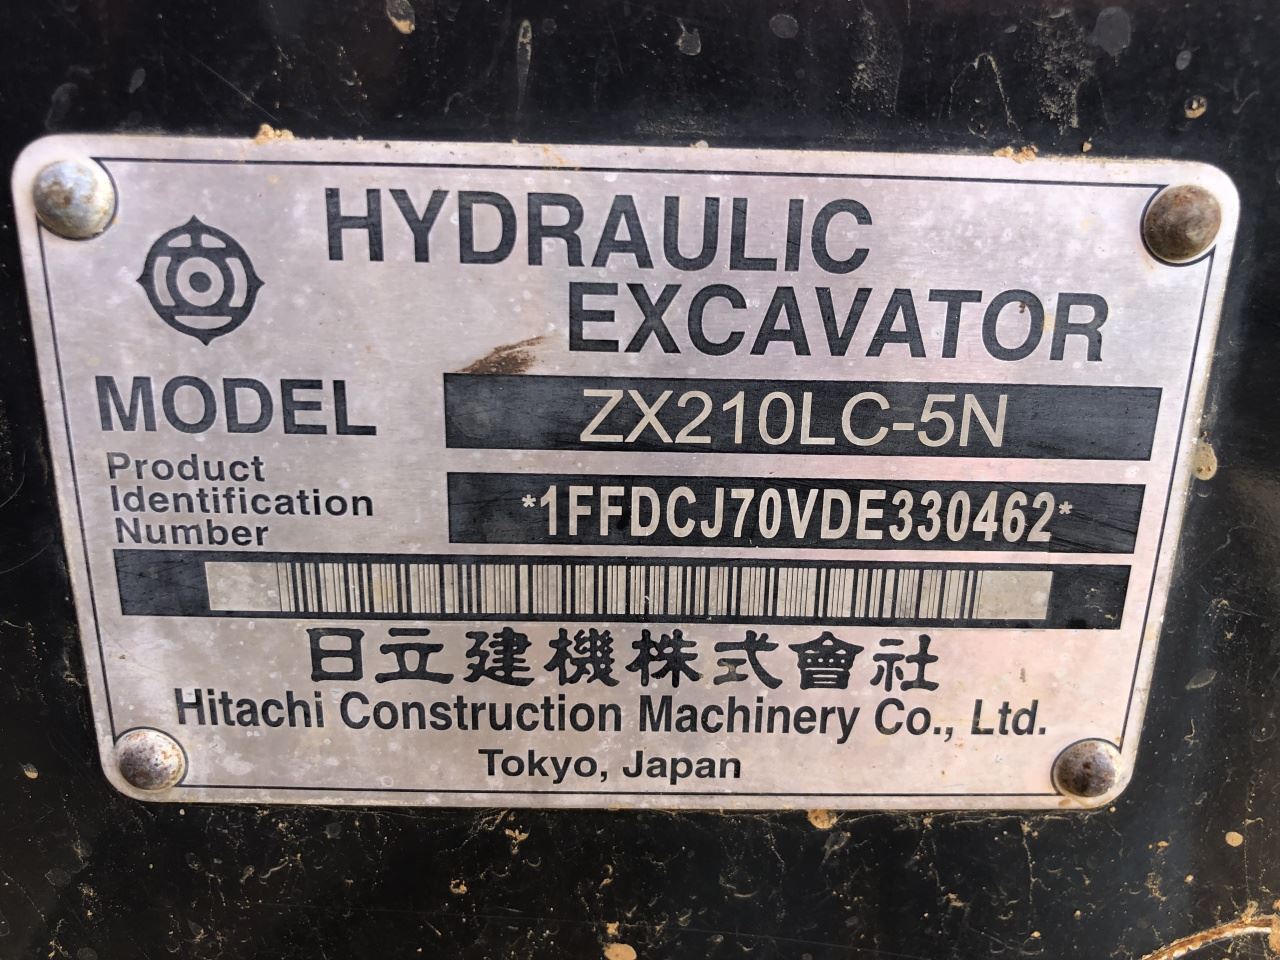 HYDRAULIC
EXCAVATOR
MODEL ZX210LC-5N
Product
Identification
Number
*1FFDCJ70VDE330462*
日立建機株式會社
Hitachi Construction Machinery Co., Ltd.
Tokyo, Japan